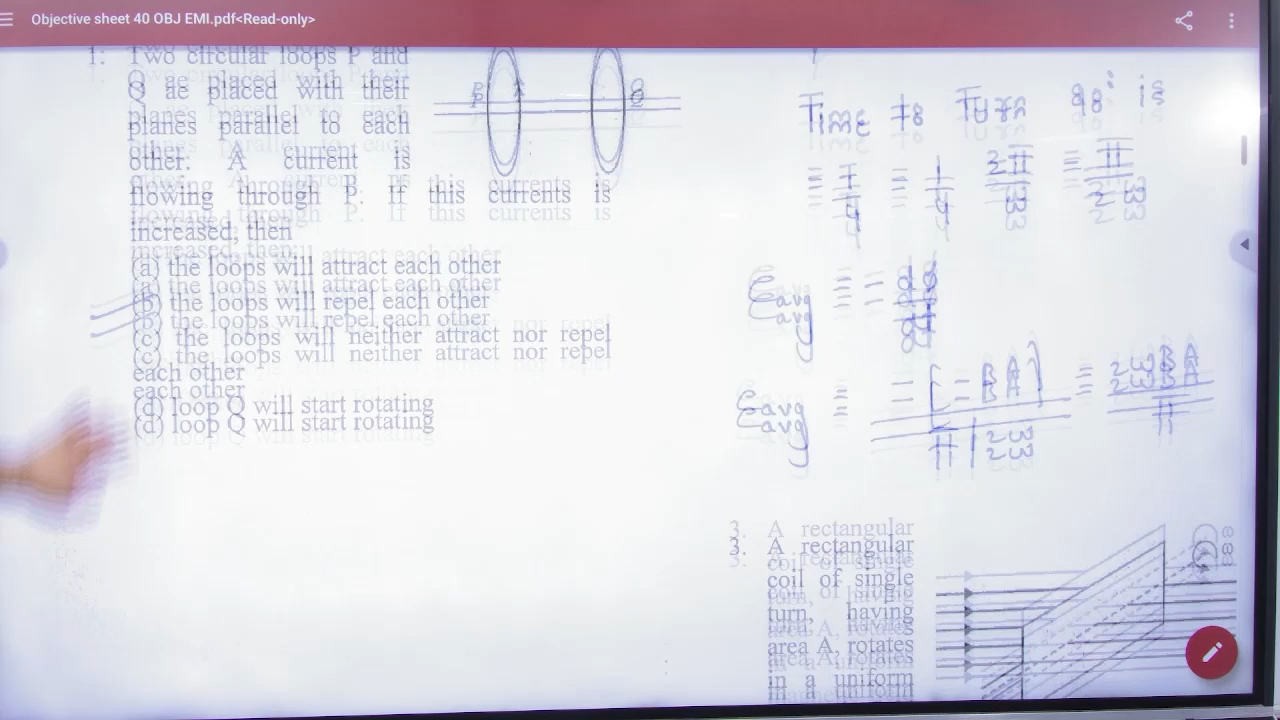 Objective sheet 40 OBJ EMI.pdf<Read-only>
1. Two circular loops P and
Q ae placed with their
planes parallel to each
other. A current is
flowing through P. If this currents is
increased, then
(a) the loops will attract each other
(b) the loops will repel each other
(c) the loops will neither attract nor repel
each other
(d) loop Q will start rotating
P
Q
Time to Turn 90° is
= T/4 = 1/4 2π/ω = π/2ω
Ɛavg = - dφ/dt
Ɛavg = -[-BA]/π/2ω = 2ωBA/π
3. A rectangular
coil of single
turn, having
area A, rotates
in a uniform